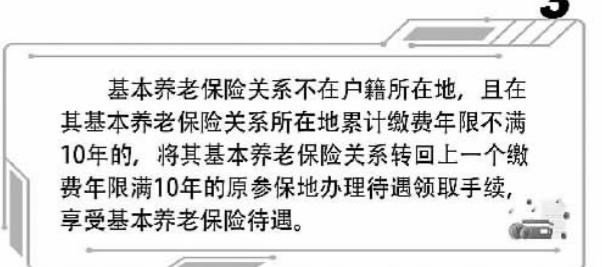 3
基本养老保险关系不在户籍所在地，且在
其基本养老保险关系所在地累计缴费年限不满
10年的，将其基本养老保险关系转回上一个缴
费年限满10年的原参保地办理待遇领取手续，
享受基本养老保险待遇。